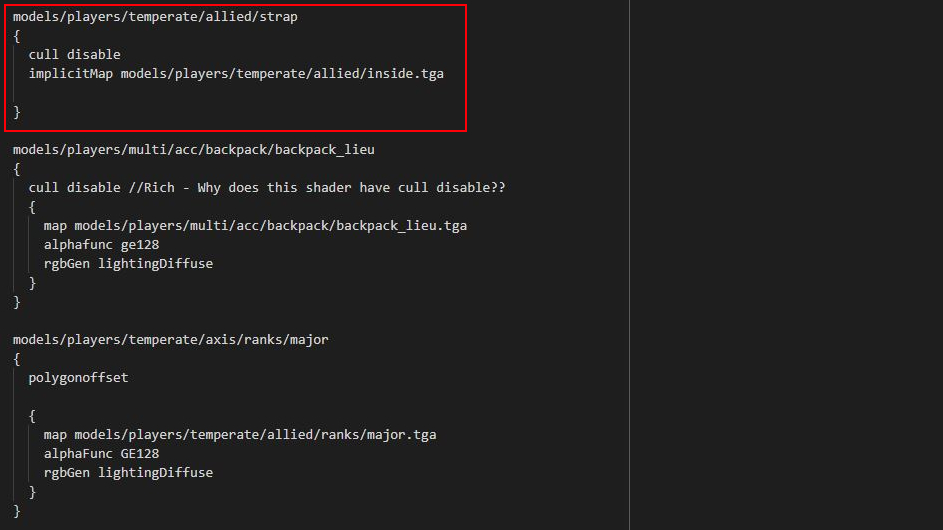 models/players/temperate/allied/strap
{
cull disable
implicitMap models/players/temperate/allied/inside.tga
}
models/players/multi/acc/backpack/backpack_lieu
{
cull disable //Rich - Why does this shader have cull disable??
{
map models/players/multi/acc/backpack/backpack_lieu.tga
alphafunc ge128
rgbGen lightingDiffuse
}
}
models/players/temperate/axis/ranks/major
{
polygonoffset
{
map models/players/temperate/allied/ranks/major.tga
alphaFunc GE128
rgbGen lightingDiffuse
}
}